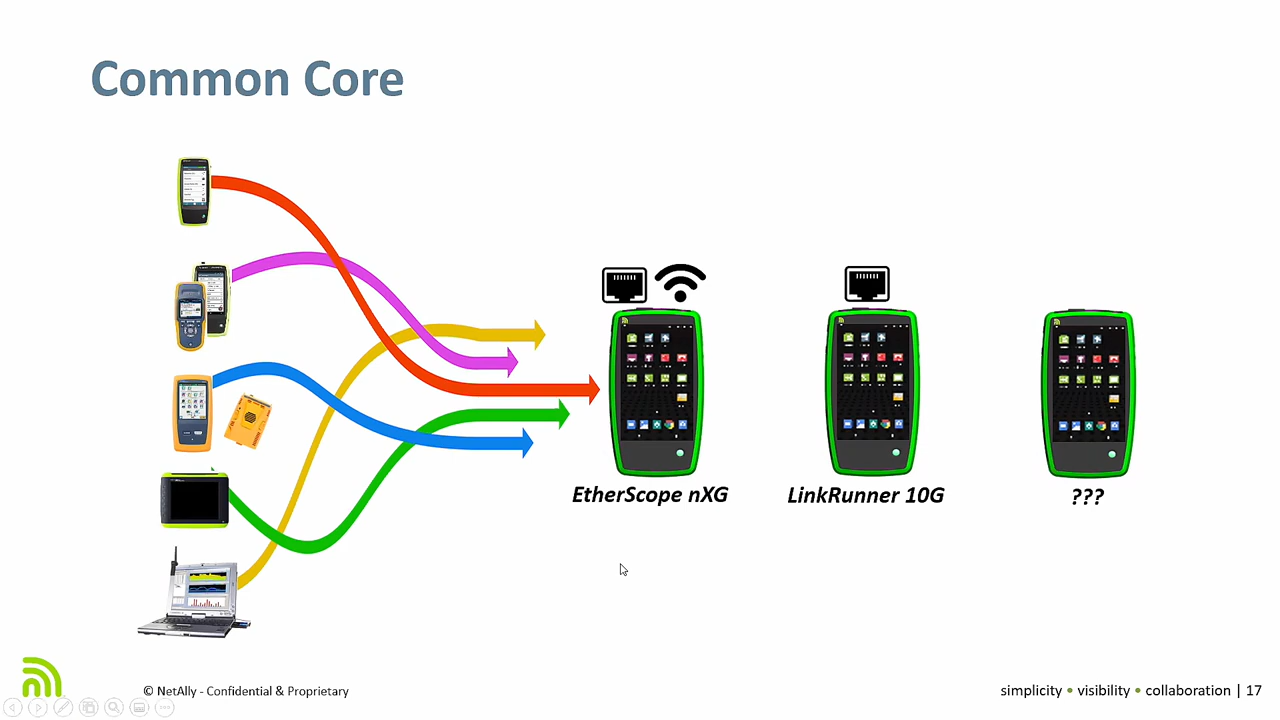 Common Core
EtherScope nXG
LinkRunner 10G
???
© NetAlly - Confidential & Proprietary
simplicity • visibility • collaboration | 17